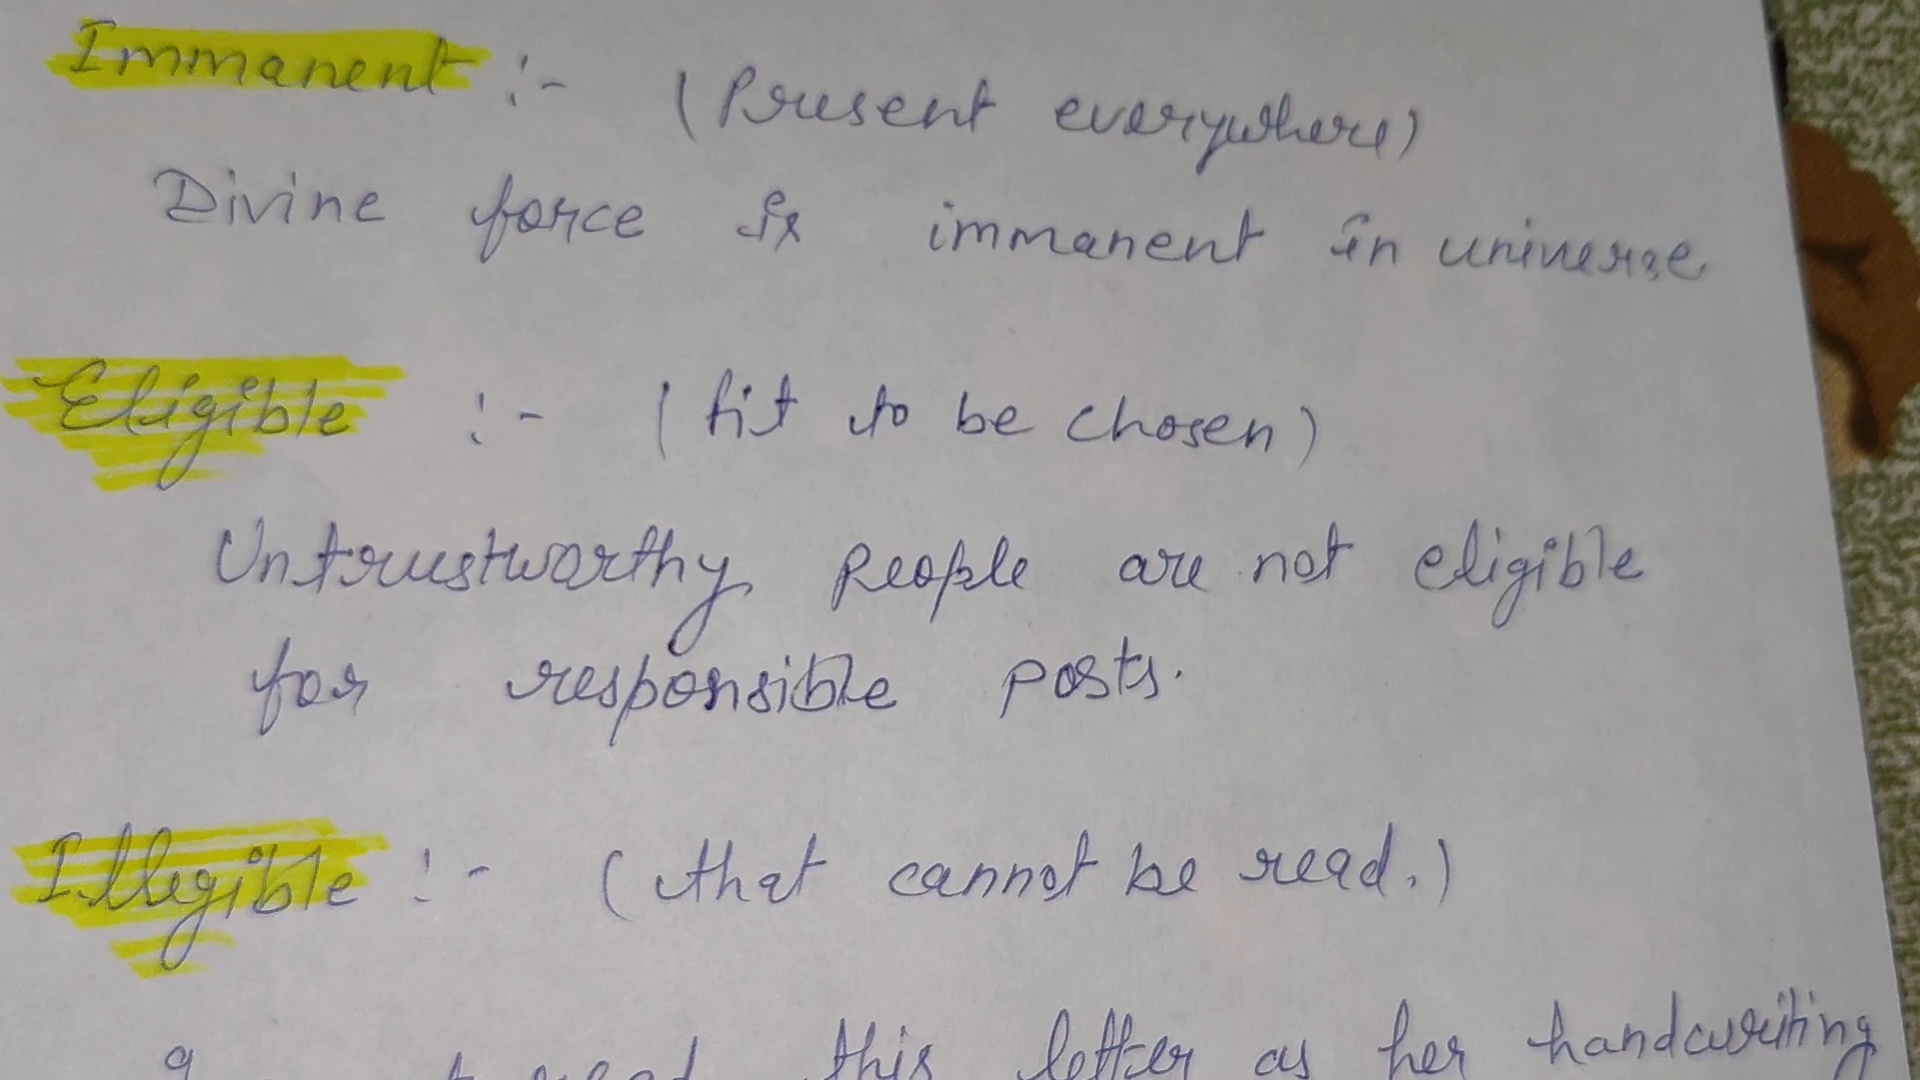 Immanent :- (Present everywhere)
Divine force is immanent in universe
Eligible :- (fit to be chosen)
Untrustworthy people are not eligible
for responsible posts.
Illegible :- (that cannot be read.)
read this letter as her handwriting